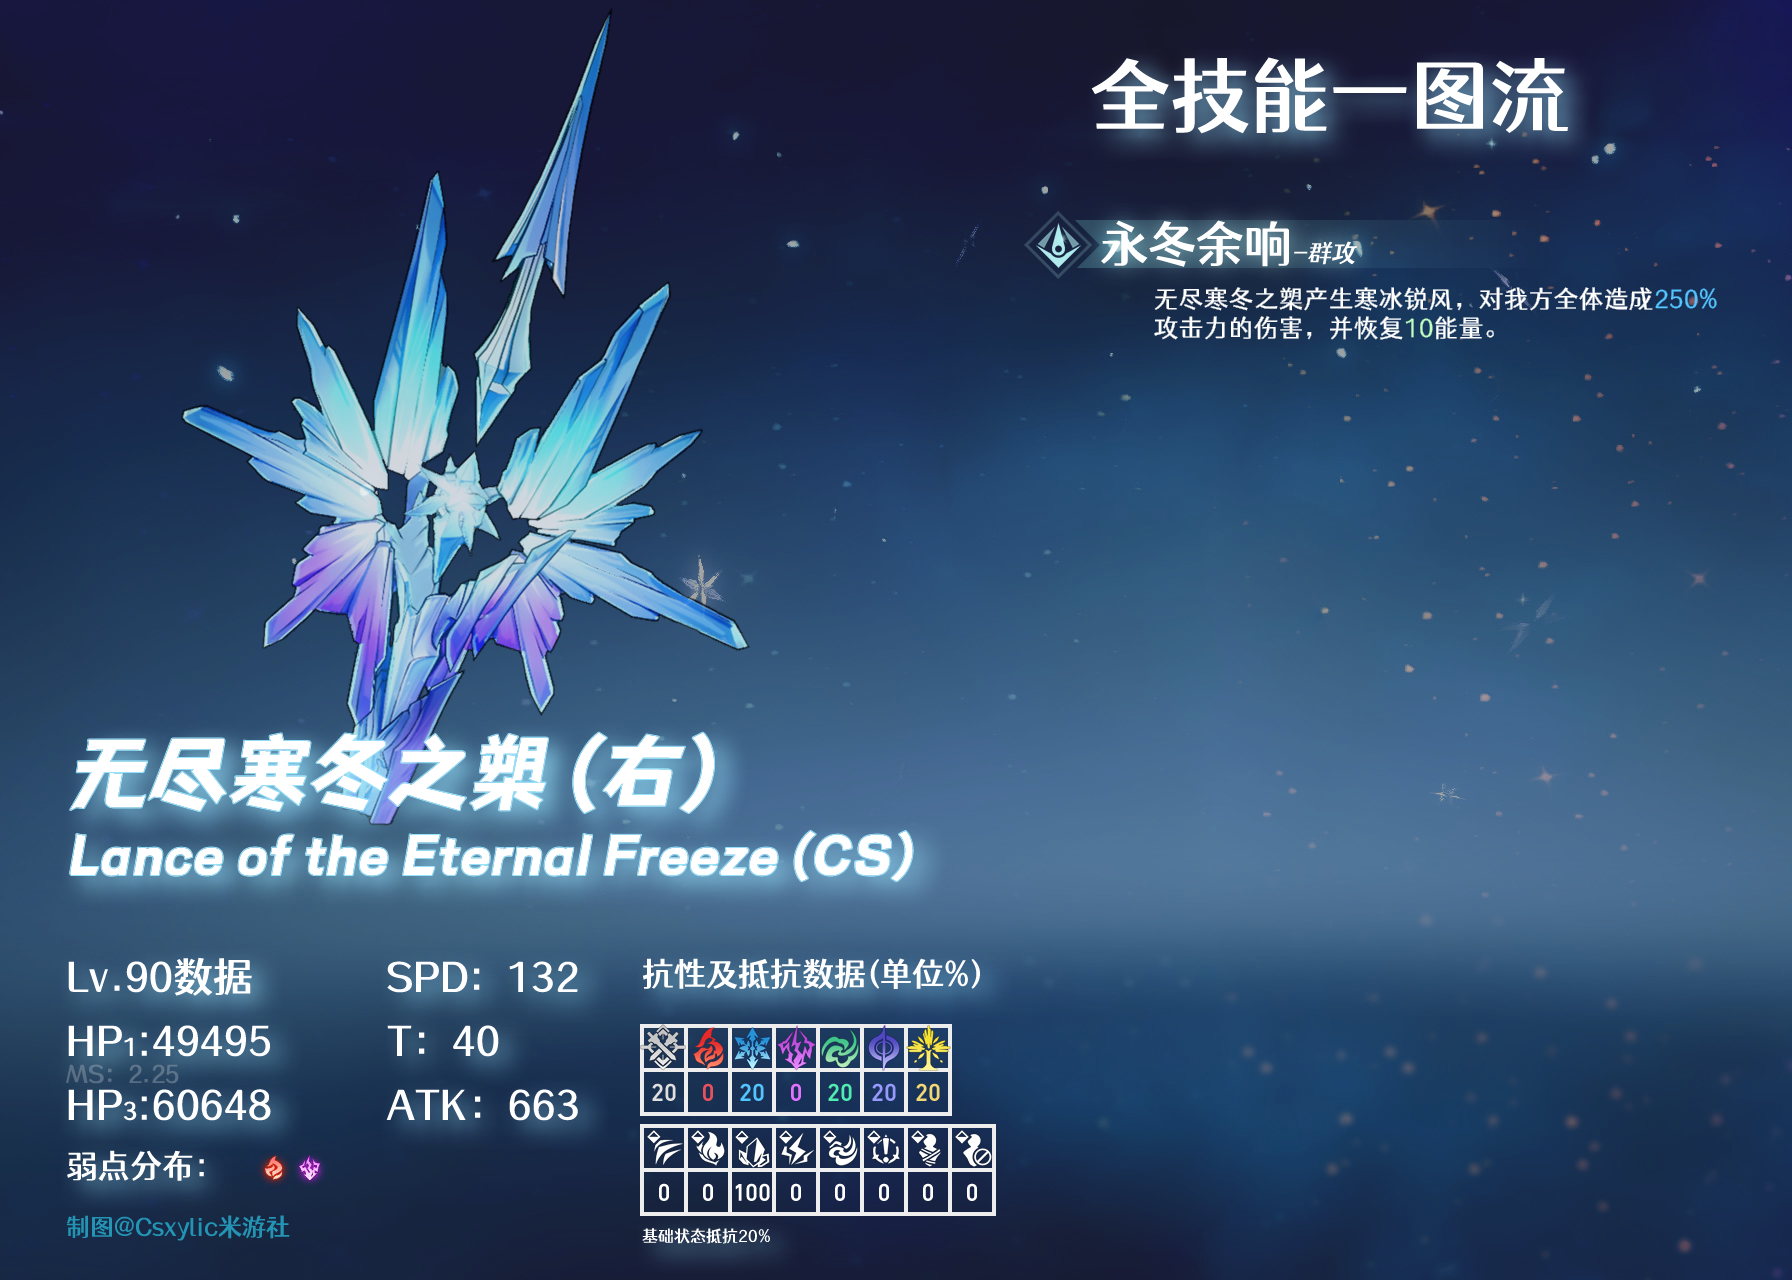 全技能一图流
永冬余响-群攻
无尽寒冬之槊产生寒冰锐风，对我方全体造成250%
攻击力的伤害，并恢复10能量。
无尽寒冬之槊（右）
Lance of the Eternal Freeze (CS)
Lv.90数据
SPD: 132
HP1:49495
T: 40
MS: 2.25
HP3:60648
ATK: 663
弱点分布:
制图@Csxylic米游社
抗性及抵抗数据(单位%)
20 0 20 0 20 20 20
0 0 100 0 0 0 0 0
基础状态抵抗20%